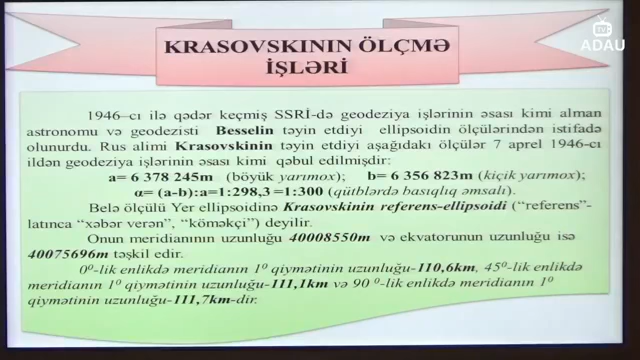 TV
ADAU
KRASOVSKININ ÖLÇMƏ
İŞLƏRİ
1946–cı ilə qədər keçmiş SSRİ-də geodeziya işlərinin əsası kimi alman
astronomu və geodezisti Besselin təyin etdiyi ellipsoidin ölçülərindən istifadə
olunurdu. Rus alimi Krasovskinin təyin etdiyi aşağıdakı ölçülər 7 aprel 1946-cı
ildən geodeziya işlərinin əsası kimi qəbul edilmişdir:
a= 6 378 245m (böyük yarımox); b= 6 356 823m (kiçik yarımox);
α= (a-b):a=1:298,3 =1:300 (qütblərdə basıqlıq əmsalı).
Belə ölçülü Yer ellipsoidinə Krasovskinin referens-ellipsoidi (“referens”-
latınca “xəbər verən”, “köməkçi”) deyilir.
Onun meridianının uzunluğu 40008550m və ekvatorunun uzunluğu isə
40075696m təşkil edir.
0⁰-lik enlikdə meridianın 1⁰ qiymətinin uzunluğu-110,6km, 45⁰-lik enlikdə
meridianın 1⁰ qiymətinin uzunluğu-111,1km və 90 ⁰-lik enlikdə meridianın 1⁰
qiymətinin uzunluğu-111,7km-dir.